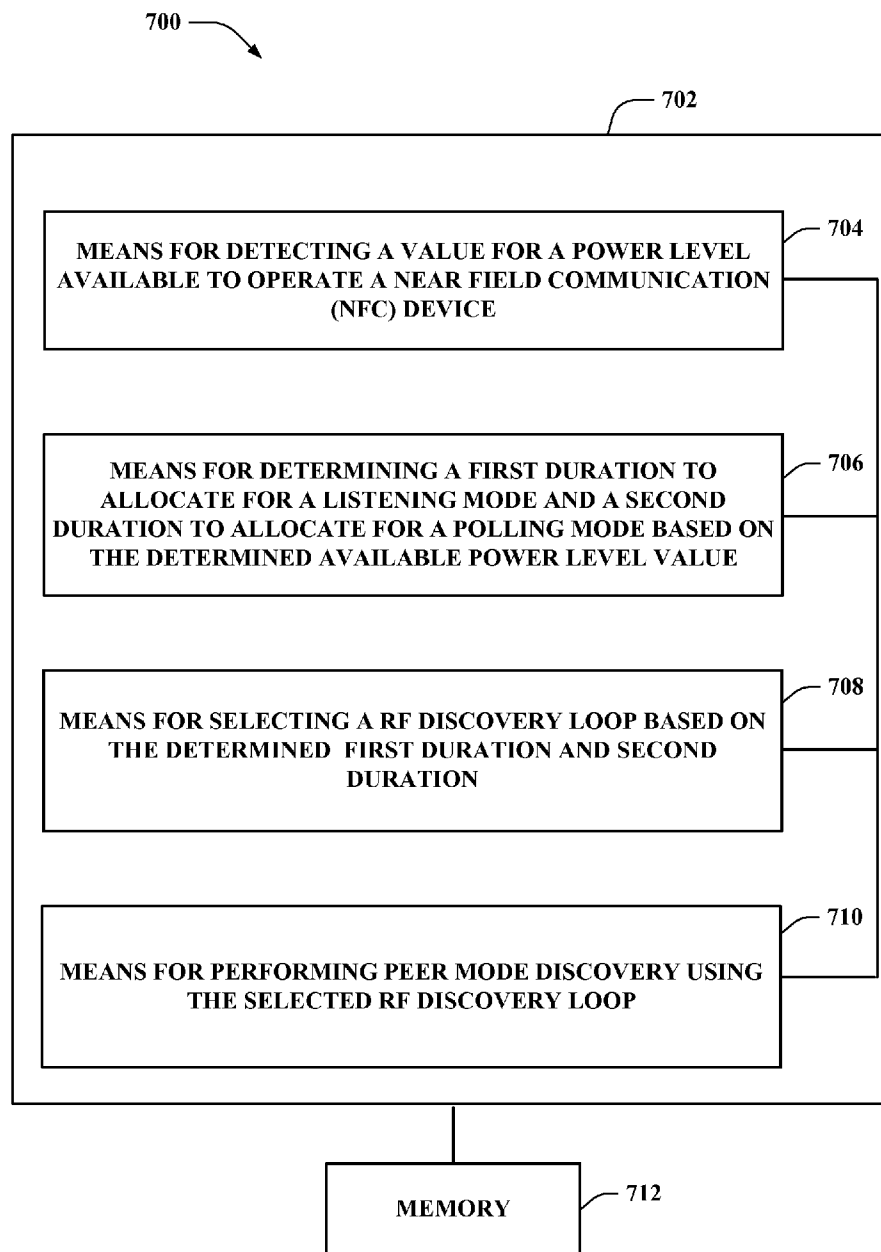 700
702
MEANS FOR DETECTING A VALUE FOR A POWER LEVEL
AVAILABLE TO OPERATE A NEAR FIELD COMMUNICATION
(NFC) DEVICE
704
MEANS FOR DETERMINING A FIRST DURATION TO
ALLOCATE FOR A LISTENING MODE AND A SECOND
DURATION TO ALLOCATE FOR A POLLING MODE BASED ON
THE DETERMINED AVAILABLE POWER LEVEL VALUE
706
MEANS FOR SELECTING A RF DISCOVERY LOOP BASED ON
THE DETERMINED FIRST DURATION AND SECOND
DURATION
708
MEANS FOR PERFORMING PEER MODE DISCOVERY USING
THE SELECTED RF DISCOVERY LOOP
710
MEMORY
712